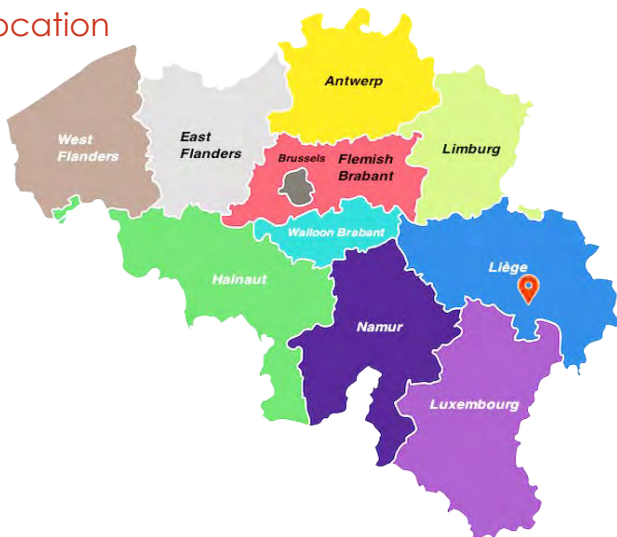 ocation
Antwerp
West
Flanders
East
Flanders
Brussels
Flemish
Brabant
Limburg
Walloon Brabant
Hainaut
Liège
Namur
Luxembourg